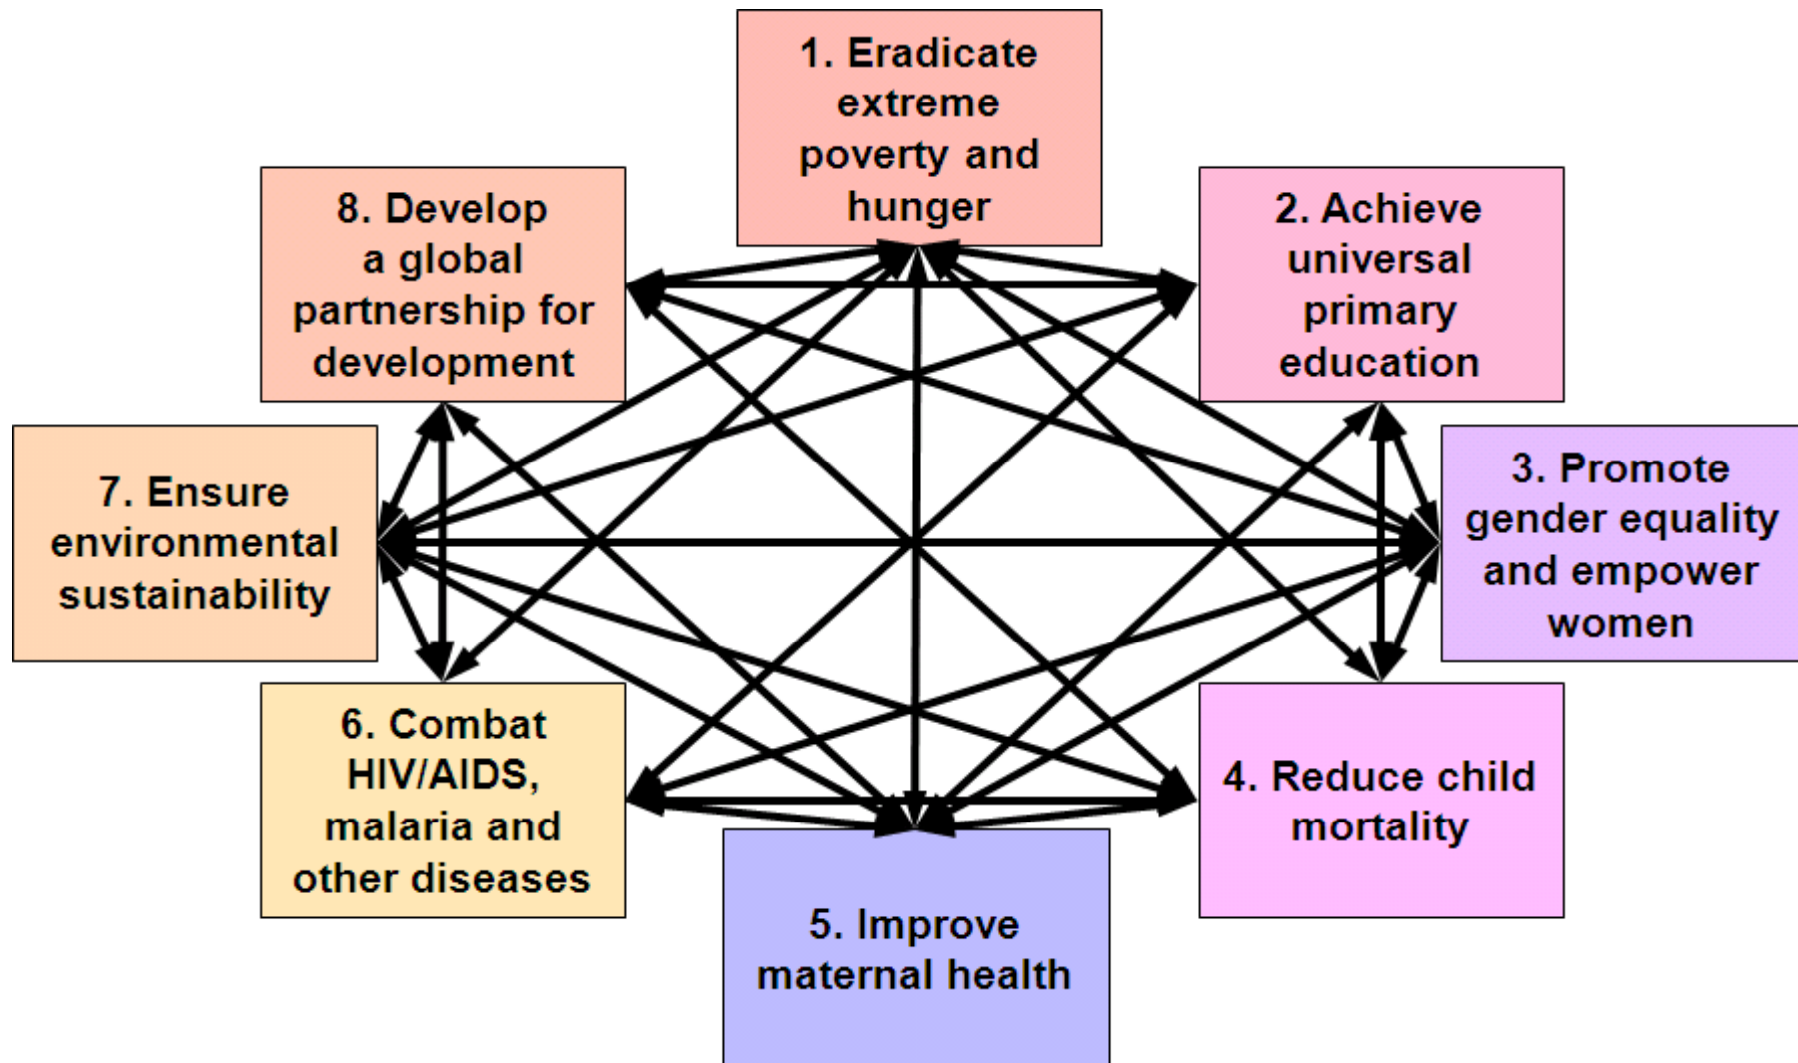 1. Eradicate
extreme
poverty and
hunger
2. Achieve
universal
primary
education
3. Promote
gender equality
and empower
women
4. Reduce child
mortality
5. Improve
maternal health
6. Combat
HIV/AIDS,
malaria and
other diseases
7. Ensure
environmental
sustainability
8. Develop
a global
partnership for
development